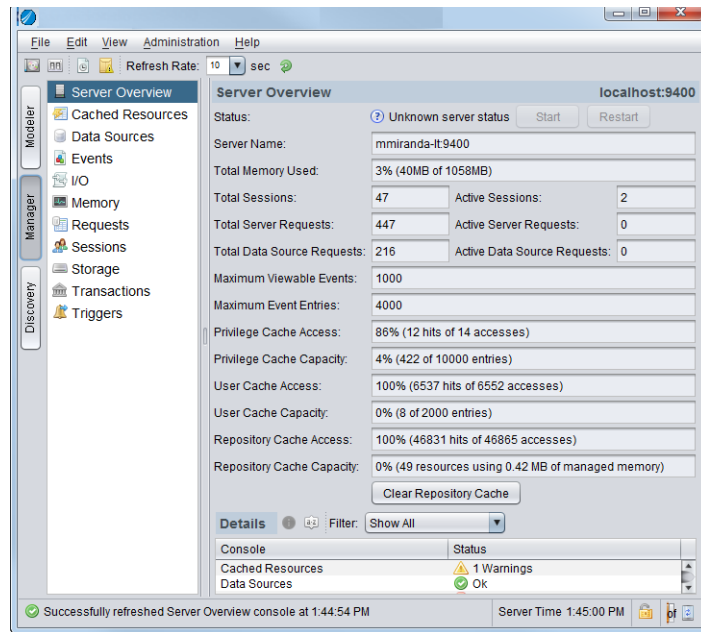 File Edit View Administration Help
Refresh Rate: 10 sec
Modeler
Manager
Discovery
Server Overview
Cached Resources
Data Sources
Events
I/O
Memory
Requests
Sessions
Storage
Transactions
Triggers
Server Overview localhost:9400
Status: Unknown server status Start Restart
Server Name: mmiranda-lt:9400
Total Memory Used: 3% (40MB of 1058MB)
Total Sessions: 47 Active Sessions: 2
Total Server Requests: 447 Active Server Requests: 0
Total Data Source Requests: 216 Active Data Source Requests: 0
Maximum Viewable Events: 1000
Maximum Event Entries: 4000
Privilege Cache Access: 86% (12 hits of 14 accesses)
Privilege Cache Capacity: 4% (422 of 10000 entries)
User Cache Access: 100% (6537 hits of 6552 accesses)
User Cache Capacity: 0% (8 of 2000 entries)
Repository Cache Access: 100% (46831 hits of 46865 accesses)
Repository Cache Capacity: 0% (49 resources using 0.42 MB of managed memory)
Clear Repository Cache
Details Filter: Show All
Console Status
Cached Resources 1 Warnings
Data Sources Ok
Successfully refreshed Server Overview console at 1:44:54 PM Server Time 1:45:00 PM of